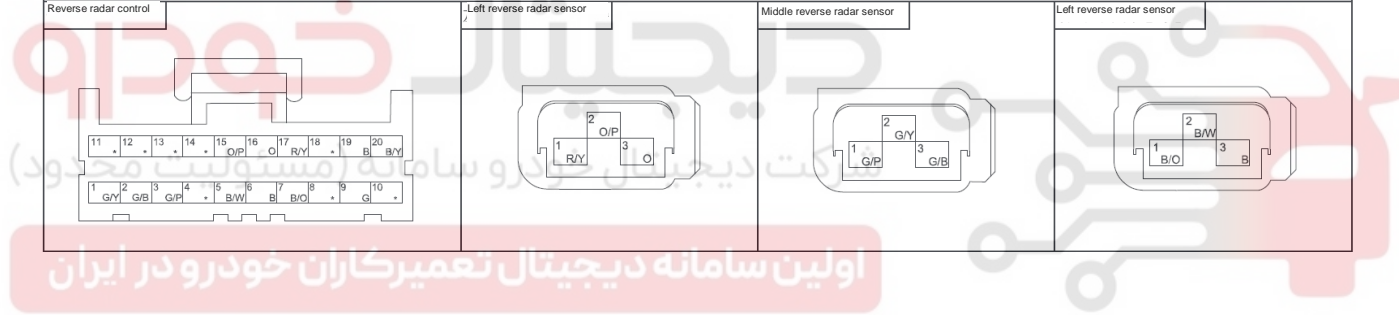 Reverse radar control
Left reverse radar sensor
Middle reverse radar sensor
Left reverse radar sensor
دیجیتال خودرو
11 * 12 * 13 * 14 * 15 O/P 16 O 17 R/Y 18 * 19 B 20 B/Y
1 G/Y 2 G/B 3 G/P 4 * 5 B/W 6 B 7 B/O 8 * 9 G 10 *
2 O/P
1 R/Y 3 O
2 G/Y
1 G/P 3 G/B
2 B/W
1 B/O 3 B
شرکت دیجیتال خودرو سامانه (مسئولیت محدود)
اولین سامانه دیجیتال تعمیرکاران خودرو در ایران